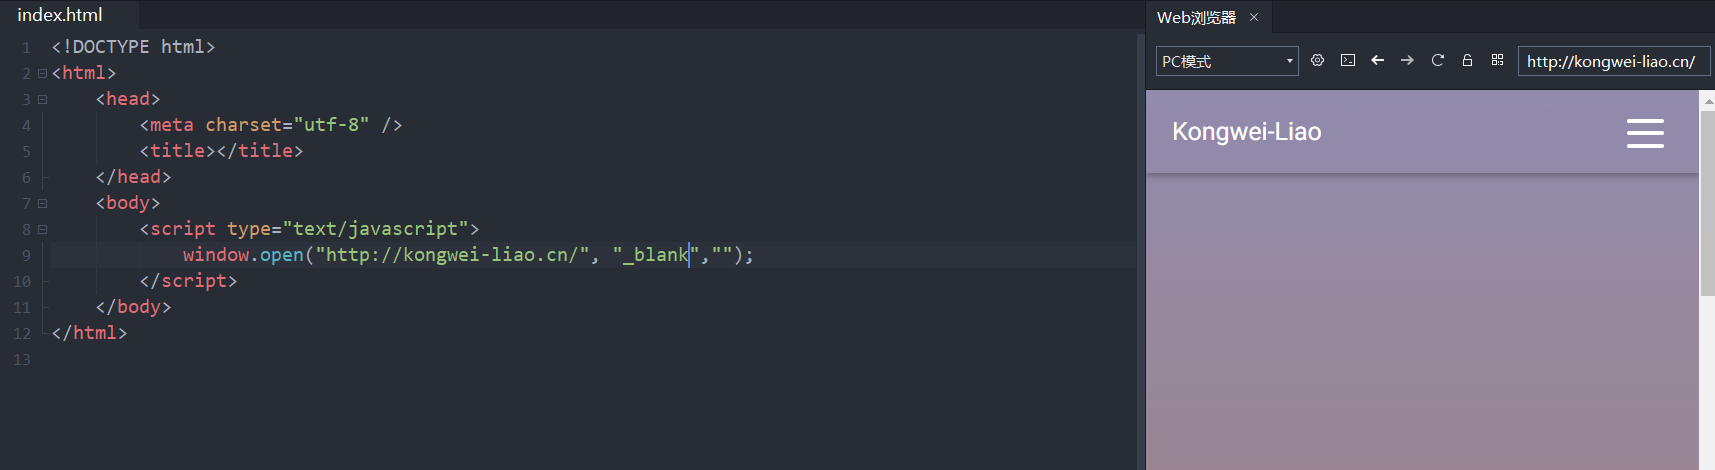 index.html
1 <!DOCTYPE html>
2 <html>
3 <head>
4 <meta charset="utf-8" />
5 <title></title>
6 </head>
7 <body>
8 <script type="text/javascript">
9 window.open("http://kongwei-liao.cn/", "_blank","");
10 </script>
11 </body>
12 </html>
13
Web浏览器
PC模式
http://kongwei-liao.cn/
Kongwei-Liao